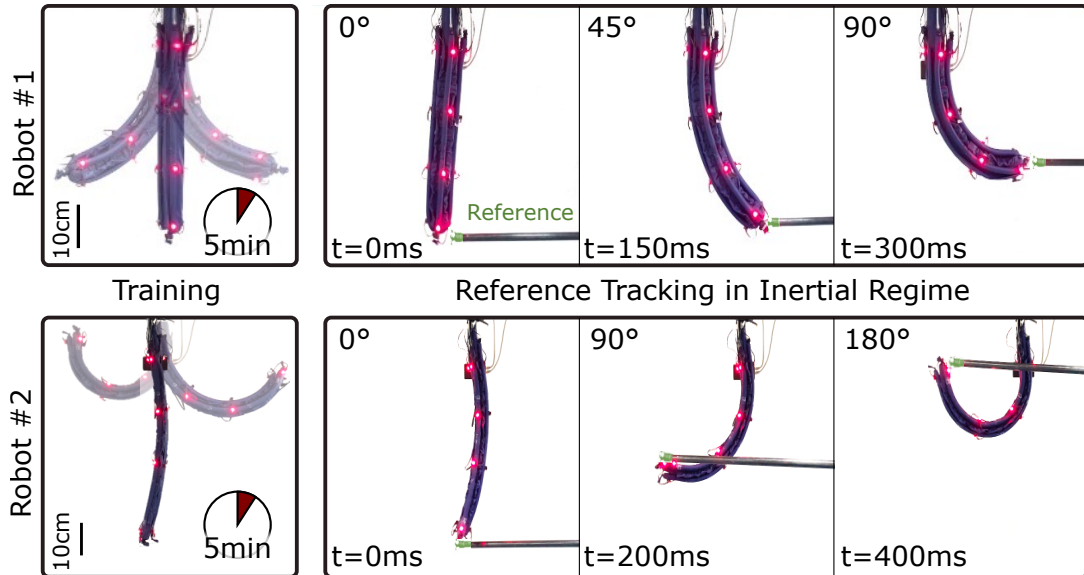 Robot #1
10cm
5min
0°
Reference
t=0ms
45°
t=150ms
90°
t=300ms
Training
Reference Tracking in Inertial Regime
Robot #2
10cm
5min
0°
t=0ms
90°
t=200ms
180°
t=400ms